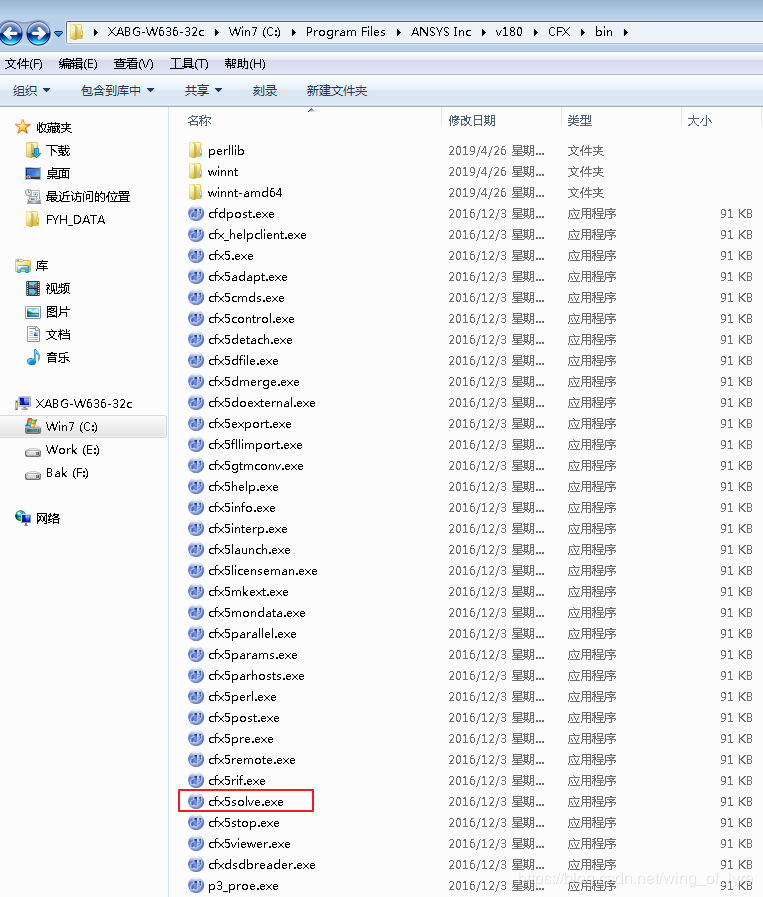 XABG-W636-32c Win7 (C:) Program Files ANSYS Inc v180 CFX bin
文件(F) 编辑(E) 查看(V) 工具(T) 帮助(H)
组织 包含到库中 共享 刻录 新建文件夹
收藏夹
下载
桌面
最近访问的位置
FYH_DATA
库
视频
图片
文档
音乐
XABG-W636-32c
Win7 (C:)
Work (E:)
Bak (F:)
网络
名称 修改日期 类型 大小
perllib 2019/4/26 星期... 文件夹
winnt 2019/4/26 星期... 文件夹
winnt-amd64 2019/4/26 星期... 文件夹
cfdpost.exe 2016/12/3 星期... 应用程序 91 KB
cfx_helpclient.exe 2016/12/3 星期... 应用程序 91 KB
cfx5.exe 2016/12/3 星期... 应用程序 91 KB
cfx5adapt.exe 2016/12/3 星期... 应用程序 91 KB
cfx5cmds.exe 2016/12/3 星期... 应用程序 91 KB
cfx5control.exe 2016/12/3 星期... 应用程序 91 KB
cfx5detach.exe 2016/12/3 星期... 应用程序 91 KB
cfx5dfile.exe 2016/12/3 星期... 应用程序 91 KB
cfx5dmerge.exe 2016/12/3 星期... 应用程序 91 KB
cfx5doexternal.exe 2016/12/3 星期... 应用程序 91 KB
cfx5export.exe 2016/12/3 星期... 应用程序 91 KB
cfx5fllimport.exe 2016/12/3 星期... 应用程序 91 KB
cfx5gtmconv.exe 2016/12/3 星期... 应用程序 91 KB
cfx5help.exe 2016/12/3 星期... 应用程序 91 KB
cfx5info.exe 2016/12/3 星期... 应用程序 91 KB
cfx5interp.exe 2016/12/3 星期... 应用程序 91 KB
cfx5launch.exe 2016/12/3 星期... 应用程序 91 KB
cfx5licenseman.exe 2016/12/3 星期... 应用程序 91 KB
cfx5mkext.exe 2016/12/3 星期... 应用程序 91 KB
cfx5mondata.exe 2016/12/3 星期... 应用程序 91 KB
cfx5parallel.exe 2016/12/3 星期... 应用程序 91 KB
cfx5params.exe 2016/12/3 星期... 应用程序 91 KB
cfx5parhosts.exe 2016/12/3 星期... 应用程序 91 KB
cfx5perl.exe 2016/12/3 星期... 应用程序 91 KB
cfx5post.exe 2016/12/3 星期... 应用程序 91 KB
cfx5pre.exe 2016/12/3 星期... 应用程序 91 KB
cfx5remote.exe 2016/12/3 星期... 应用程序 91 KB
cfx5rif.exe 2016/12/3 星期... 应用程序 91 KB
cfx5solve.exe 2016/12/3 星期... 应用程序 91 KB
cfx5stop.exe 2016/12/3 星期... 应用程序 91 KB
cfx5viewer.exe 2016/12/3 星期... 应用程序 91 KB
cfxdsdbreader.exe 2016/12/3 星期... 应用程序 91 KB
p3_proe.exe 2016/12/3 星期... 应用程序 91 KB